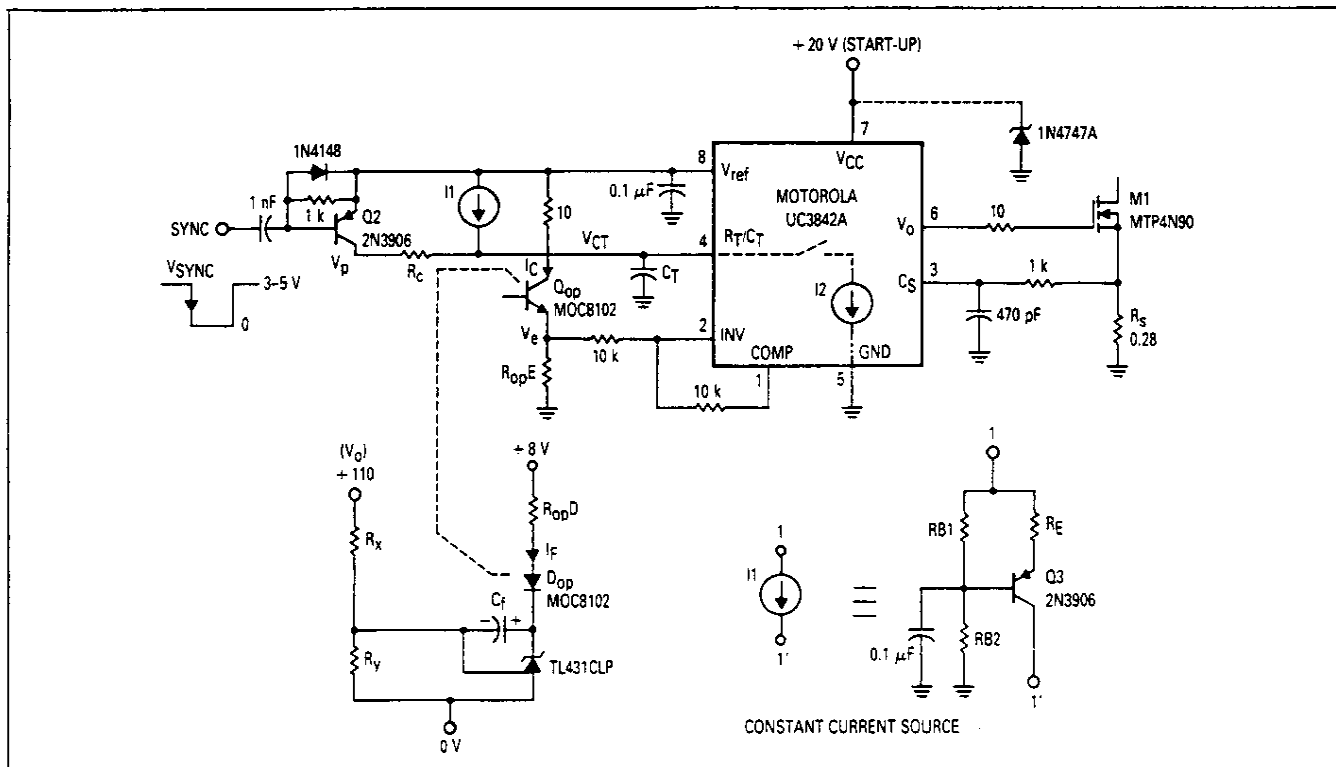 + 20 V (START-UP)
7
1N4747A
1N4148
8
Vref
VCC
I1
0.1 μF
MOTOROLA
UC3842A
M1
MTP4N90
1 nF
1 k
Q2
2N3906
10
SYNC
Vp
RC
VCT
4
RT/CT
6
Vo
10
3
CS
1 k
IC
CT
Qop
MOC8102
I2
470 pF
Rs
0.28
VSYNC
3–5 V
0
Ve
10 k
2
INV
COMP
GND
1
5
RopE
10 k
(Vo)
+ 110
+ 8 V
RopD
Rx
IF
Dop
MOC8102
Cf
−
+
Ry
TL431CLP
0 V
1
I1
1'
1
RB1
RE
Q3
2N3906
0.1 μF
RB2
1'
CONSTANT CURRENT SOURCE